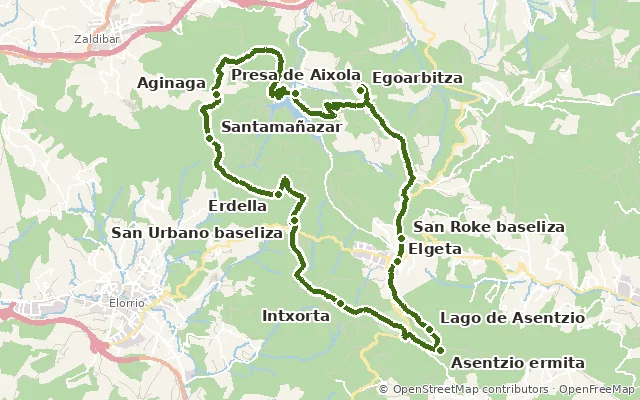 Zaldibar
Aginaga
Presa de Aixola
Egoarbitza
Santamañazar
Erdella
San Urbano baseliza
San Roke baseliza
Elgeta
Elorrio
Intxorta
Lago de Asentzio
Asentzio ermita
© OpenStreetMap contributors, © OpenFreeMap